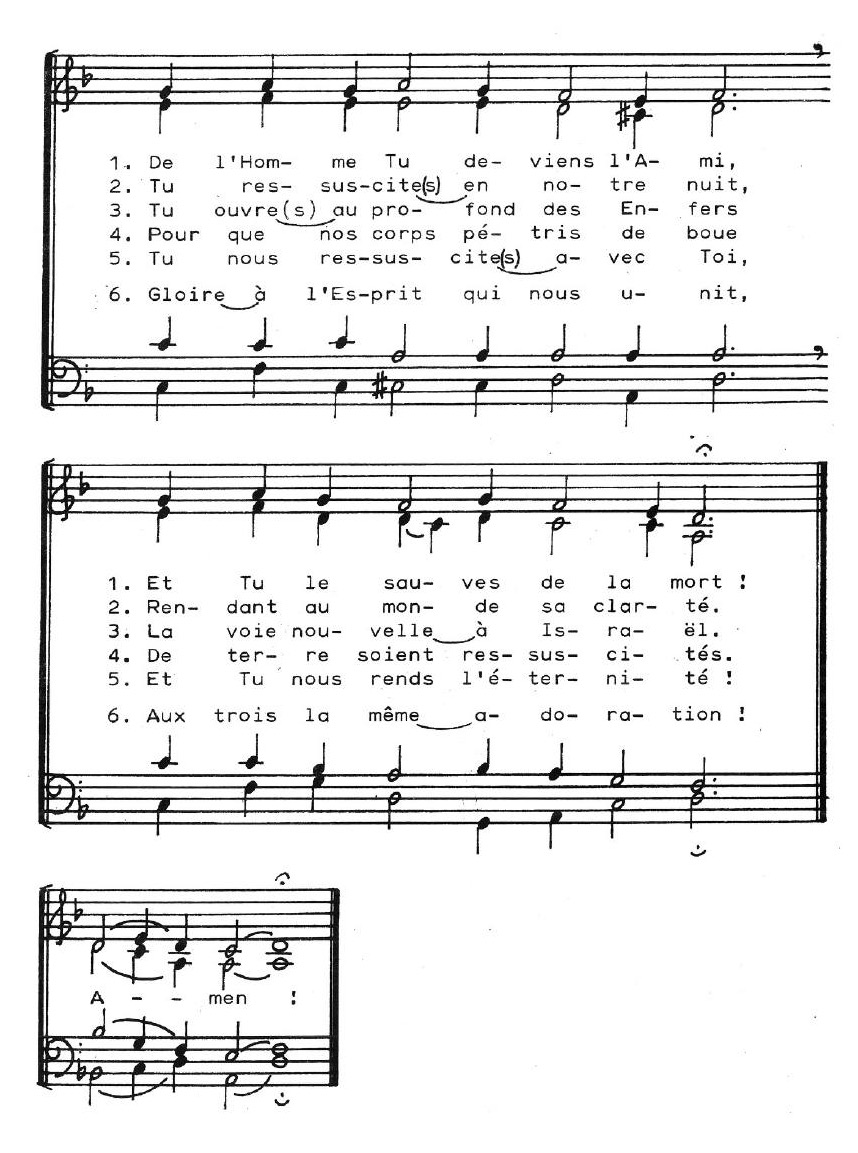 1. De l'Hom- me Tu de- viens l'A- mi,
2. Tu res- sus-cite(s) en no- tre nuit,
3. Tu ouvre(s) au pro- fond des En- fers
4. Pour que nos corps pé- tris de boue
5. Tu nous res-sus- cite(s) a- vec Toi,
6. Gloire à l'Es-prit qui nous u- nit,
1. Et Tu le sau- ves de la mort !
2. Ren- dant au mon- de sa clar- té.
3. La voie nou- velle à Is- ra- ël.
4. De ter- re soient res- sus- ci- tés.
5. Et Tu nous rends l'é- ter- ni- té !
6. Aux trois la même a- do- ra- tion !
A - - men !